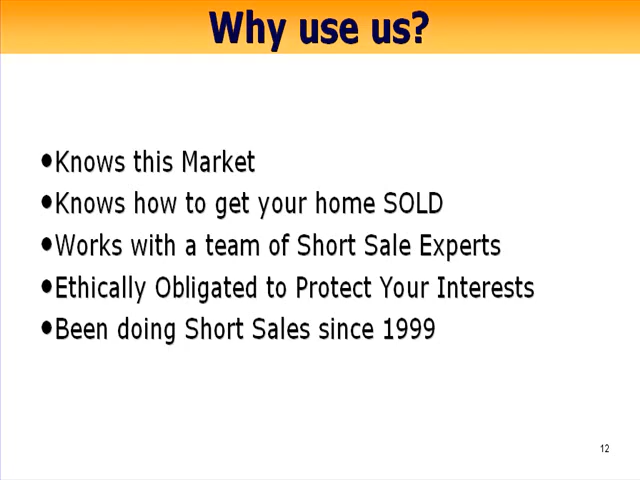 Why use us?
•Knows this Market
•Knows how to get your home SOLD
•Works with a team of Short Sale Experts
•Ethically Obligated to Protect Your Interests
•Been doing Short Sales since 1999
12